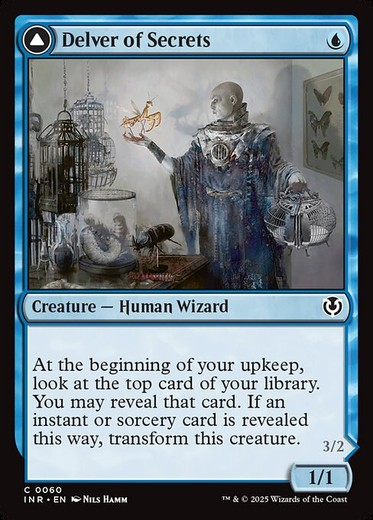 Delver of Secrets
Creature — Human Wizard
At the beginning of your upkeep,
look at the top card of your library.
You may reveal that card. If an
instant or sorcery card is revealed
this way, transform this creature.
3/2
1/1
C 0060
INR • EN Nils Hamm
™ & © 2025 Wizards of the Coast